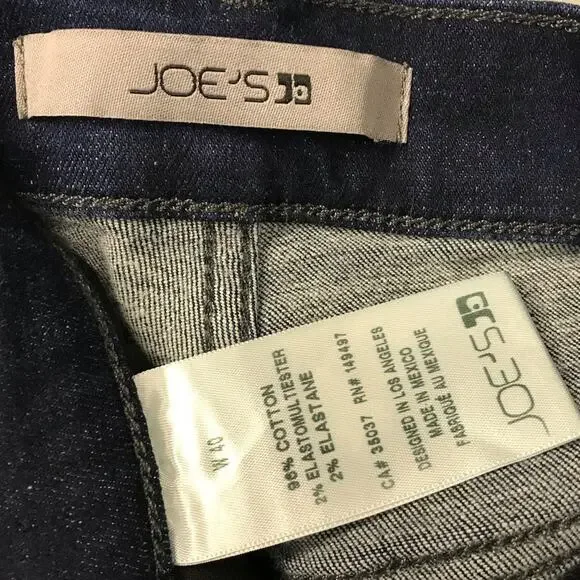 JOE'S
W 40
96% COTTON
2% ELASTOMULTIESTER
2% ELASTANE
CA# 35037 RN# 149497
DESIGNED IN LOS ANGELES
MADE IN MEXICO
FABRIQUÉ AU MEXIQUE
JOE'S